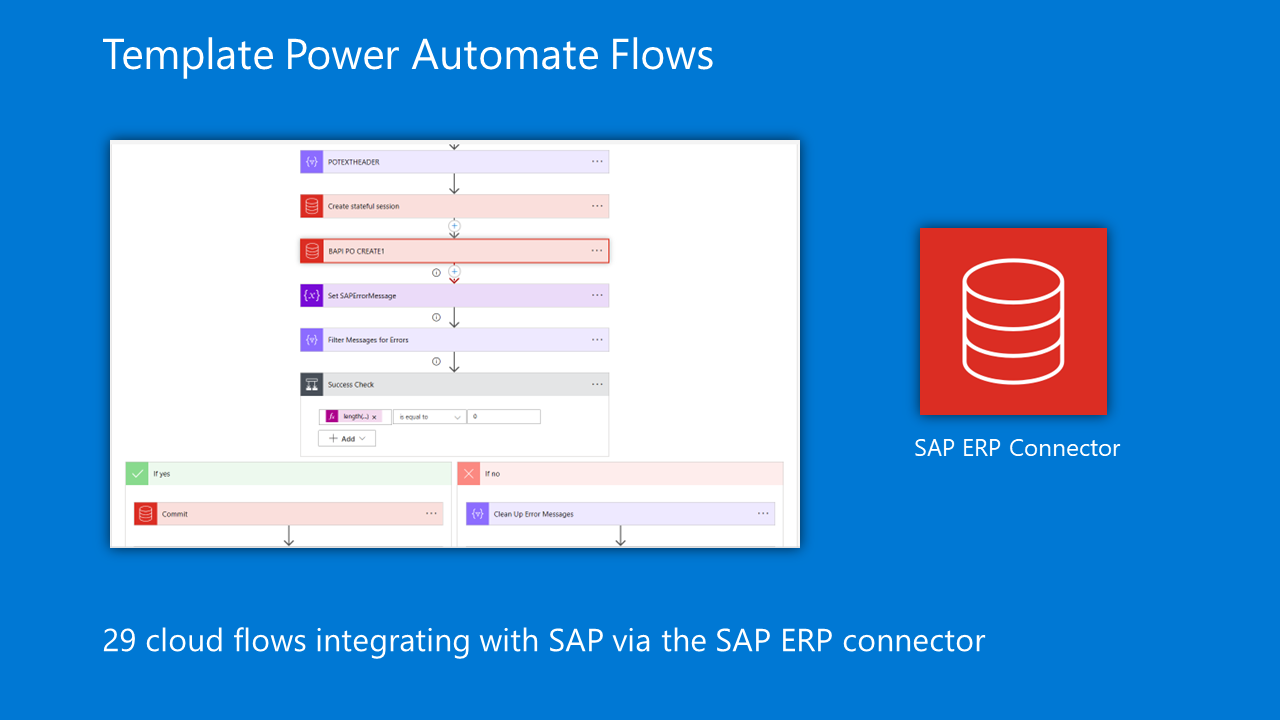 Template Power Automate Flows
POTEXTHEADER
Create stateful session
BAPI PO CREATE1
Set SAPErrorMessage
Filter Messages for Errors
Success Check
length(...) × is equal to 0
+ Add
If yes
If no
Commit
Clean Up Error Messages
SAP ERP Connector
29 cloud flows integrating with SAP via the SAP ERP connector